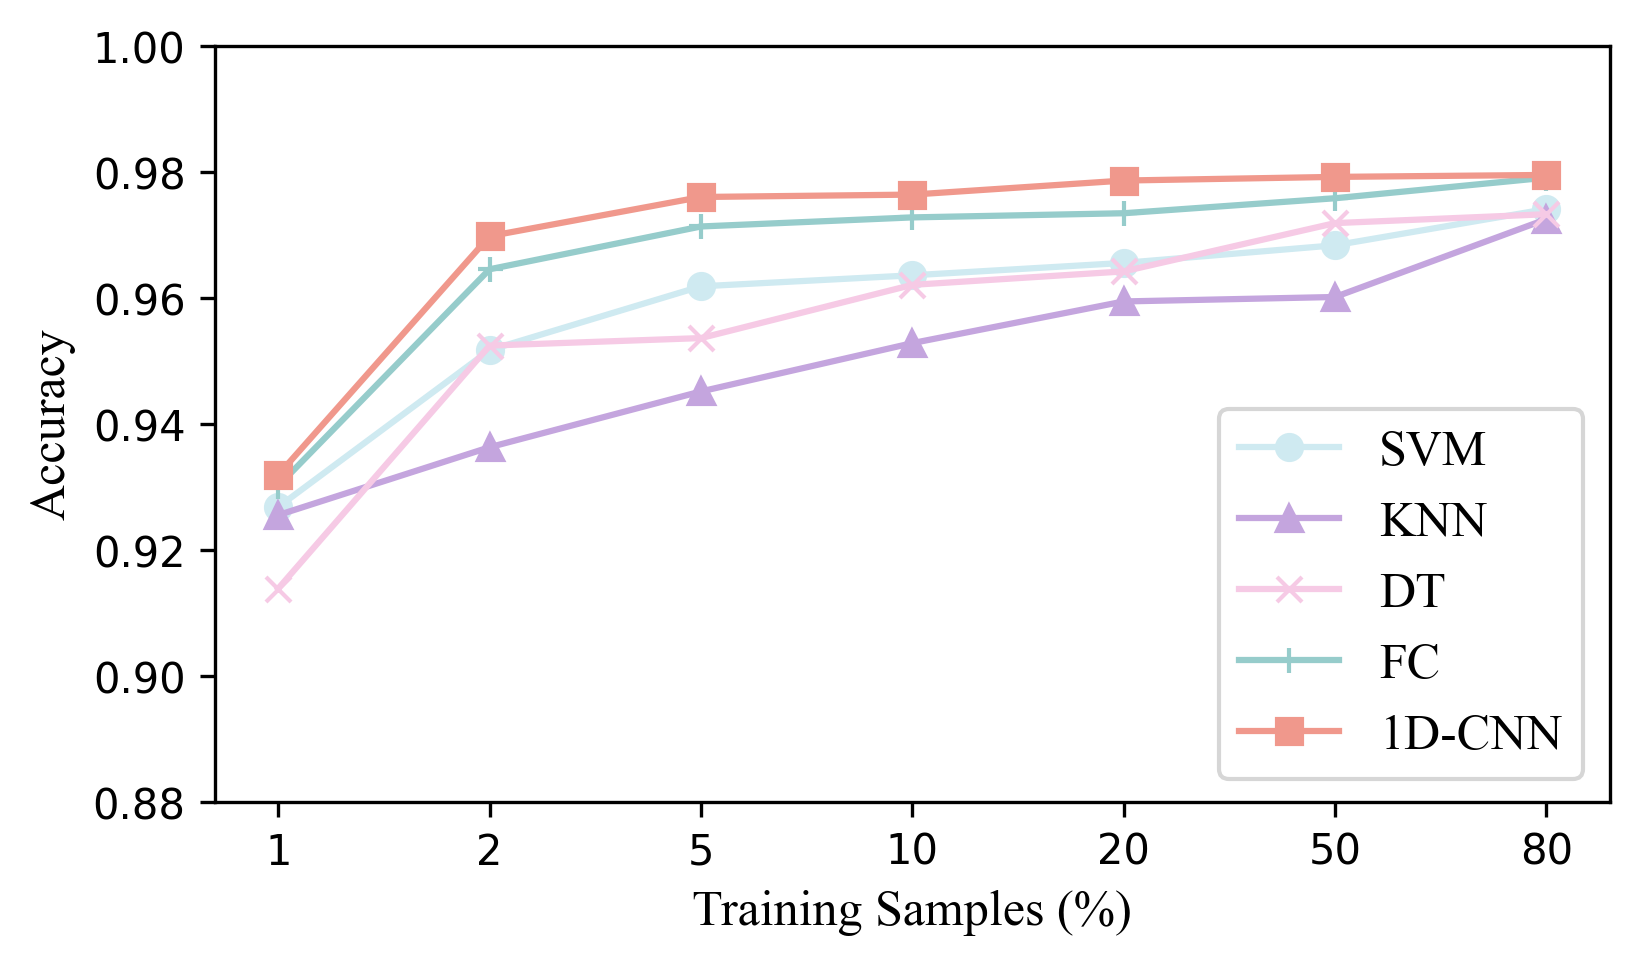 1.00
0.98
0.96
0.94
0.92
0.90
0.88
Accuracy
SVM
KNN
DT
FC
1D-CNN
1 2 5 10 20 50 80
Training Samples (%)